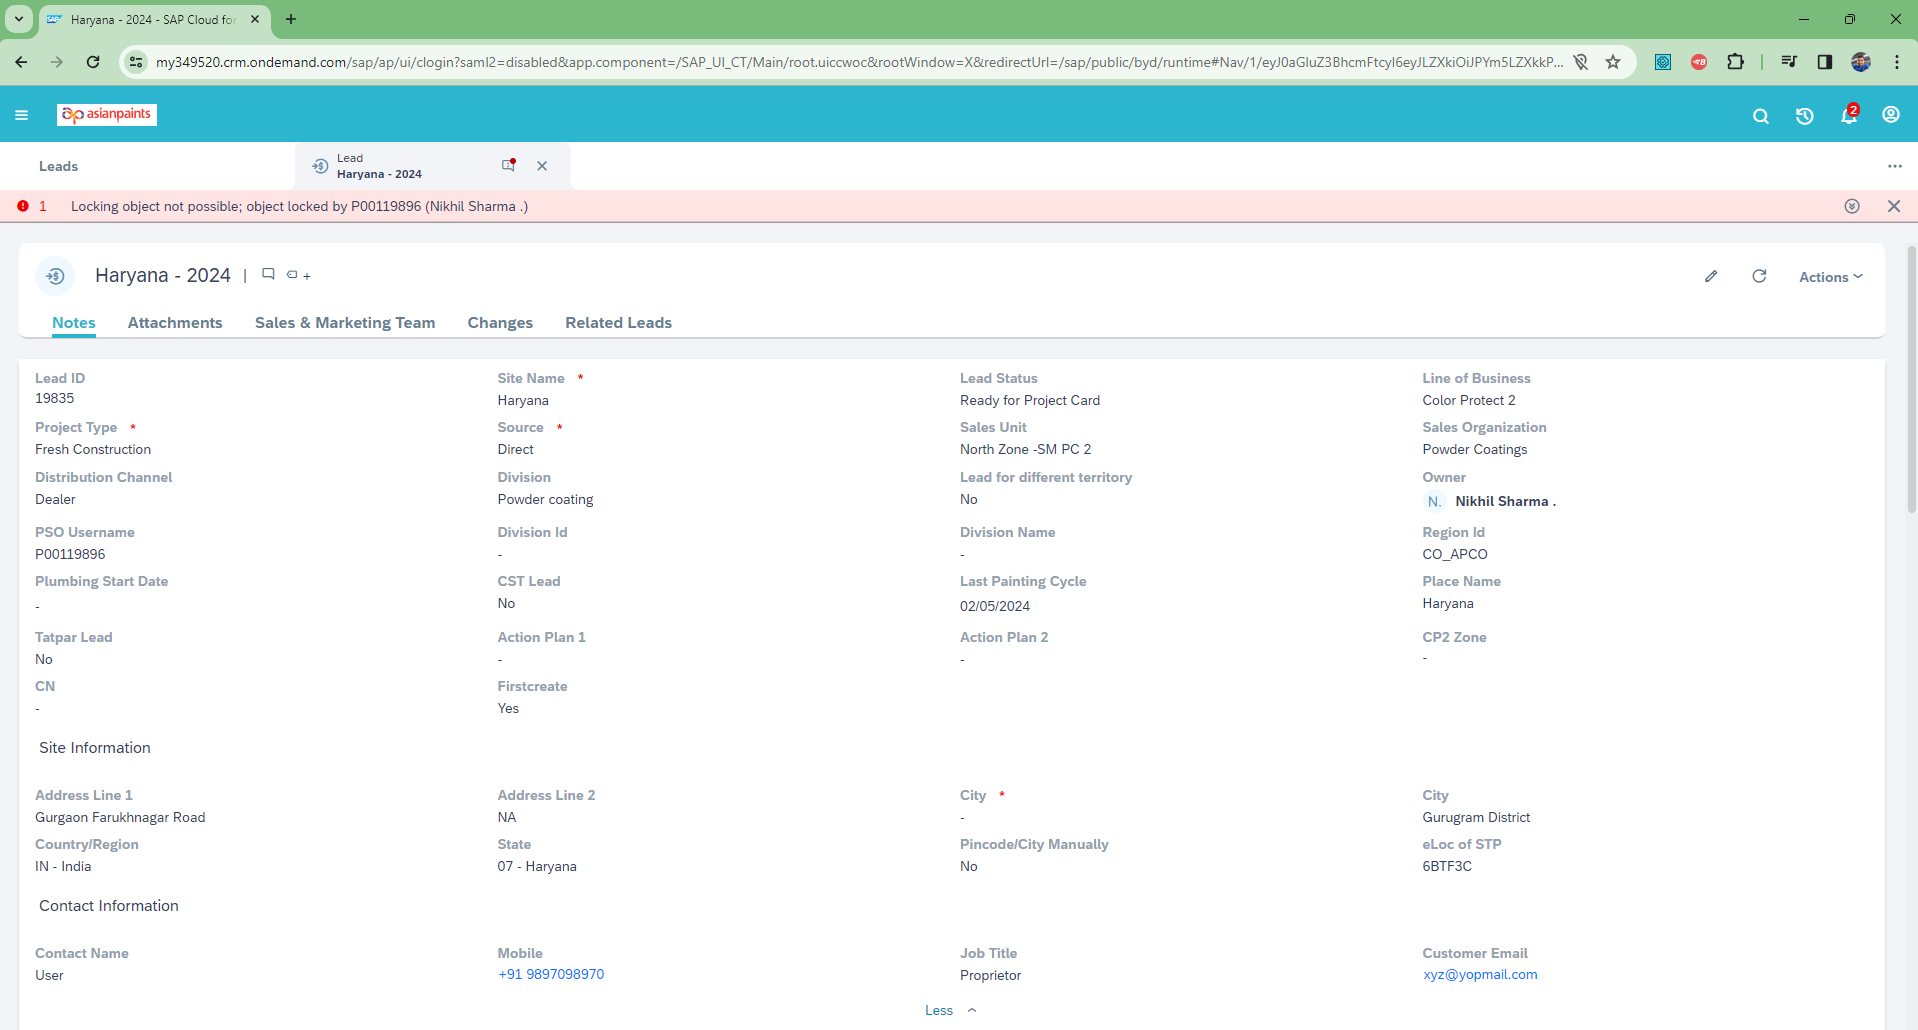 Haryana - 2024 - SAP Cloud for
my349520.crm.ondemand.com/sap/ap/ui/clogin?saml2=disabled&app.component=/SAP_UI_CT/Main/root.uiccwoc&rootWindow=X&redirectUrl=/sap/public/byd/runtime#Nav/1/eyJ0aGluZ3BhcmFtcyI6eyJLZXkiOiJPYm5LZXkkP...
asianpaints
2
Leads
Lead
Haryana - 2024
1 Locking object not possible; object locked by P00119896 (Nikhil Sharma .)
Haryana - 2024 | +
Actions
Notes Attachments Sales & Marketing Team Changes Related Leads
Lead ID Site Name * Lead Status Line of Business
19835 Haryana Ready for Project Card Color Protect 2
Project Type * Source * Sales Unit Sales Organization
Fresh Construction Direct North Zone -SM PC 2 Powder Coatings
Distribution Channel Division Lead for different territory Owner
Dealer Powder coating No N. Nikhil Sharma .
PSO Username Division Id Division Name Region Id
P00119896 - - CO_APCO
Plumbing Start Date CST Lead Last Painting Cycle Place Name
- No 02/05/2024 Haryana
Tatpar Lead Action Plan 1 Action Plan 2 CP2 Zone
No - - -
CN Firstcreate
- Yes
Site Information
Address Line 1 Address Line 2 City * City
Gurgaon Farukhnagar Road NA - Gurugram District
Country/Region State Pincode/City Manually eLoc of STP
IN - India 07 - Haryana No 6BTF3C
Contact Information
Contact Name Mobile Job Title Customer Email
User +91 9897098970 Proprietor xyz@yopmail.com
Less